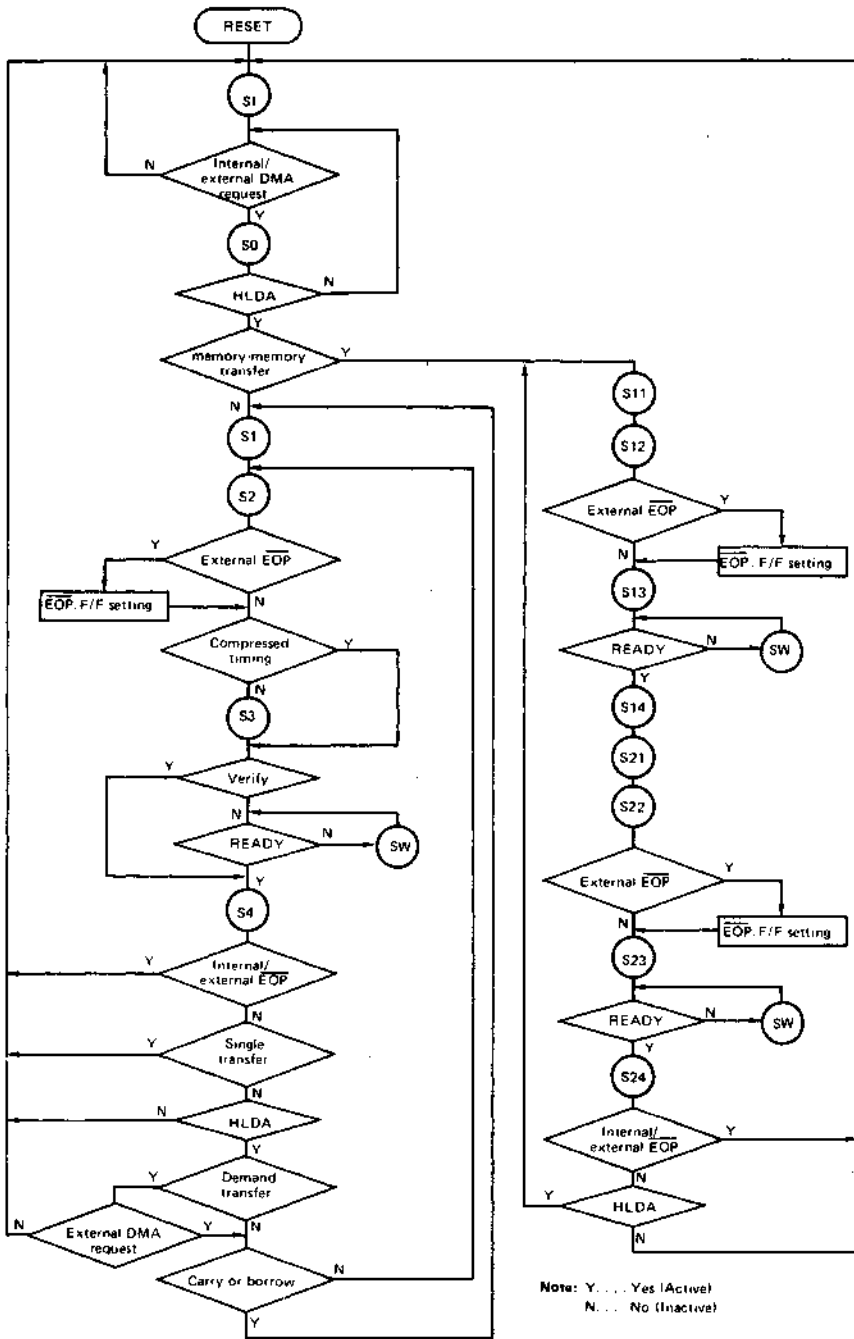 RESET
SI
N
Internal/
external DMA
request
Y
S0
HLDA
N
Y
memory-memory
transfer
Y
N
S1
S2
Y
External EOP
EOP. F/F setting
N
Compressed
timing
Y
N
S3
Y
Verify
N
READY
N
SW
Y
S4
Y
Internal/
external EOP
N
Y
Single
transfer
N
N
HLDA
Y
Y
Demand
transfer
N
N
External DMA
request
Y
Carry or borrow
N
Y
S11
S12
External EOP
Y
N
EOP. F/F setting
S13
READY
N
SW
Y
S14
S21
S22
External EOP
Y
N
EOP. F/F setting
S23
READY
N
SW
Y
S24
Internal/
external EOP
Y
N
Y
HLDA
N
Note: Y . . . . Yes (Active)
N . . . No (Inactive)